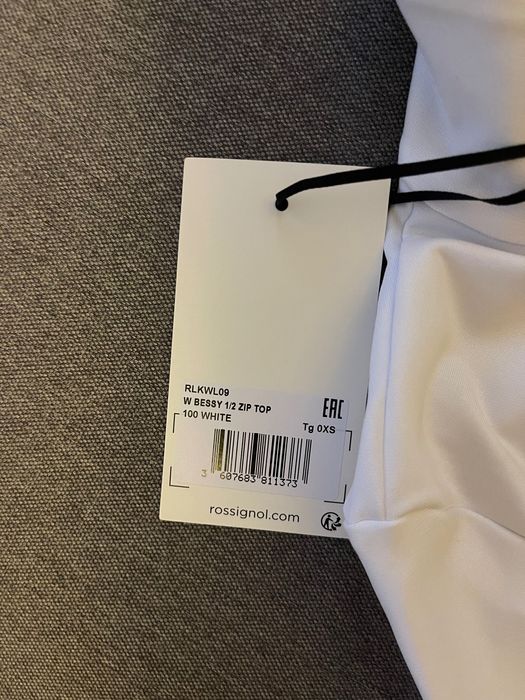 RLKWL09
W BESSY 1/2 ZIP TOP
100 WHITE
EAC
Tg 0XS
3 607683 811373
rossignol.com